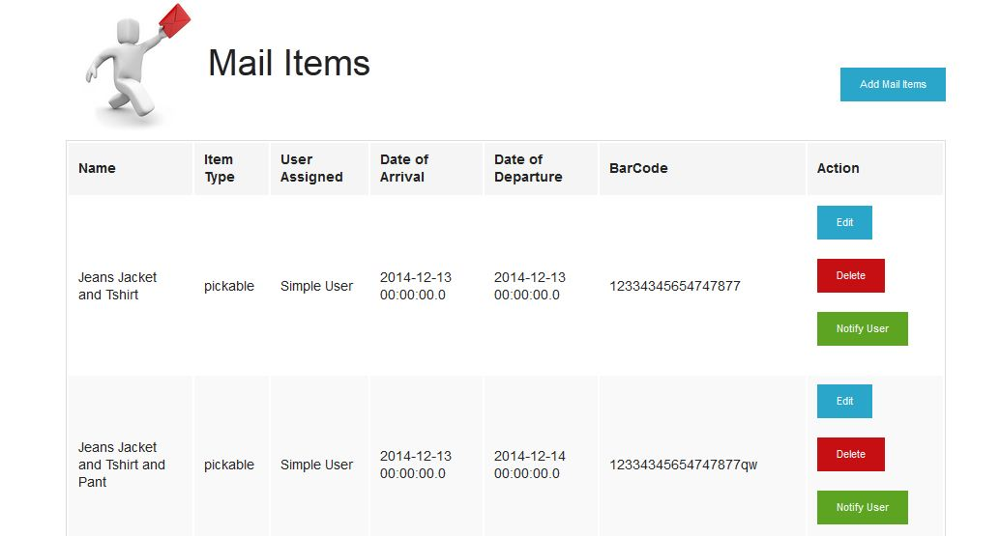 Mail Items
Add Mail Items
Name
Item
Type
User
Assigned
Date of
Arrival
Date of
Departure
BarCode
Action
Jeans Jacket
and Tshirt
pickable
Simple User
2014-12-13
00:00:00.0
2014-12-13
00:00:00.0
12334345654747877
Edit
Delete
Notify User
Jeans Jacket
and Tshirt and
Pant
pickable
Simple User
2014-12-13
00:00:00.0
2014-12-14
00:00:00.0
12334345654747877qw
Edit
Delete
Notify User